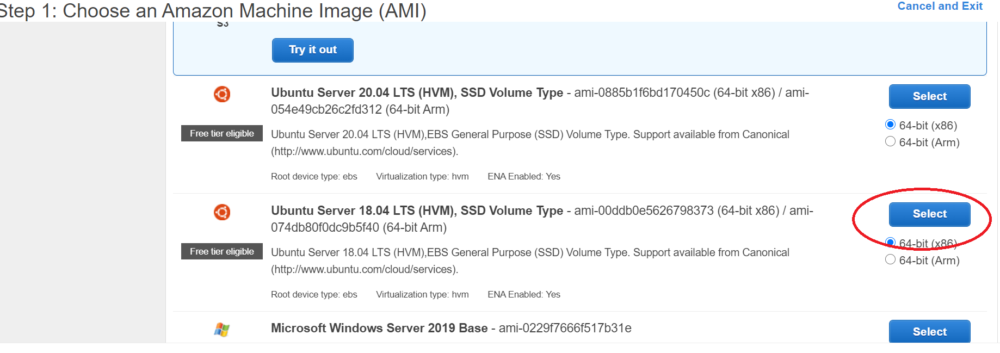 Step 1: Choose an Amazon Machine Image (AMI)
Cancel and Exit
S3
Try it out
Ubuntu Server 20.04 LTS (HVM), SSD Volume Type - ami-0885b1f6bd170450c (64-bit x86) / ami-
054e49cb26c2fd312 (64-bit Arm)
Select
Free tier eligible
Ubuntu Server 20.04 LTS (HVM),EBS General Purpose (SSD) Volume Type. Support available from Canonical
(http://www.ubuntu.com/cloud/services).
64-bit (x86)
64-bit (Arm)
Root device type: ebs Virtualization type: hvm ENA Enabled: Yes
Ubuntu Server 18.04 LTS (HVM), SSD Volume Type - ami-00ddb0e5626798373 (64-bit x86) / ami-
074db80f0dc9b5f40 (64-bit Arm)
Select
Free tier eligible
Ubuntu Server 18.04 LTS (HVM),EBS General Purpose (SSD) Volume Type. Support available from Canonical
(http://www.ubuntu.com/cloud/services).
64-bit (x86)
64-bit (Arm)
Root device type: ebs Virtualization type: hvm ENA Enabled: Yes
Microsoft Windows Server 2019 Base - ami-0229f7666f517b31e
Select